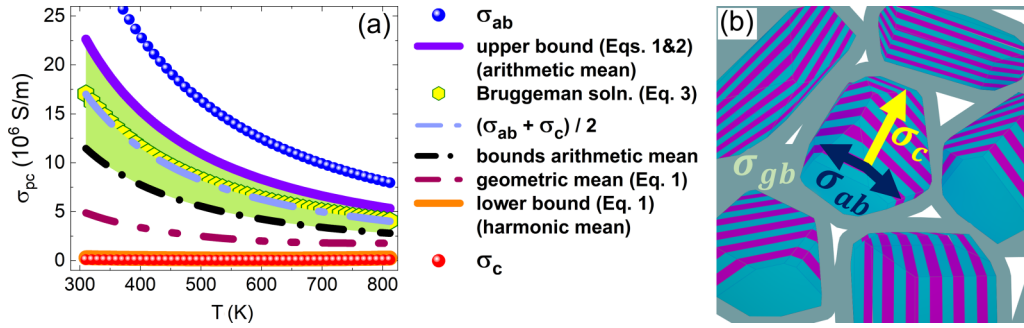 (a)
25
20
15
10
5
0
σpc (10⁶ S/m)
300 400 500 600 700 800
T (K)
σab
upper bound (Eqs. 1&2)
(arithmetic mean)
Bruggeman soln. (Eq. 3)
(σab + σc) / 2
bounds arithmetic mean
geometric mean (Eq. 1)
lower bound (Eq. 1)
(harmonic mean)
σc
(b)
σc
σgb
σab